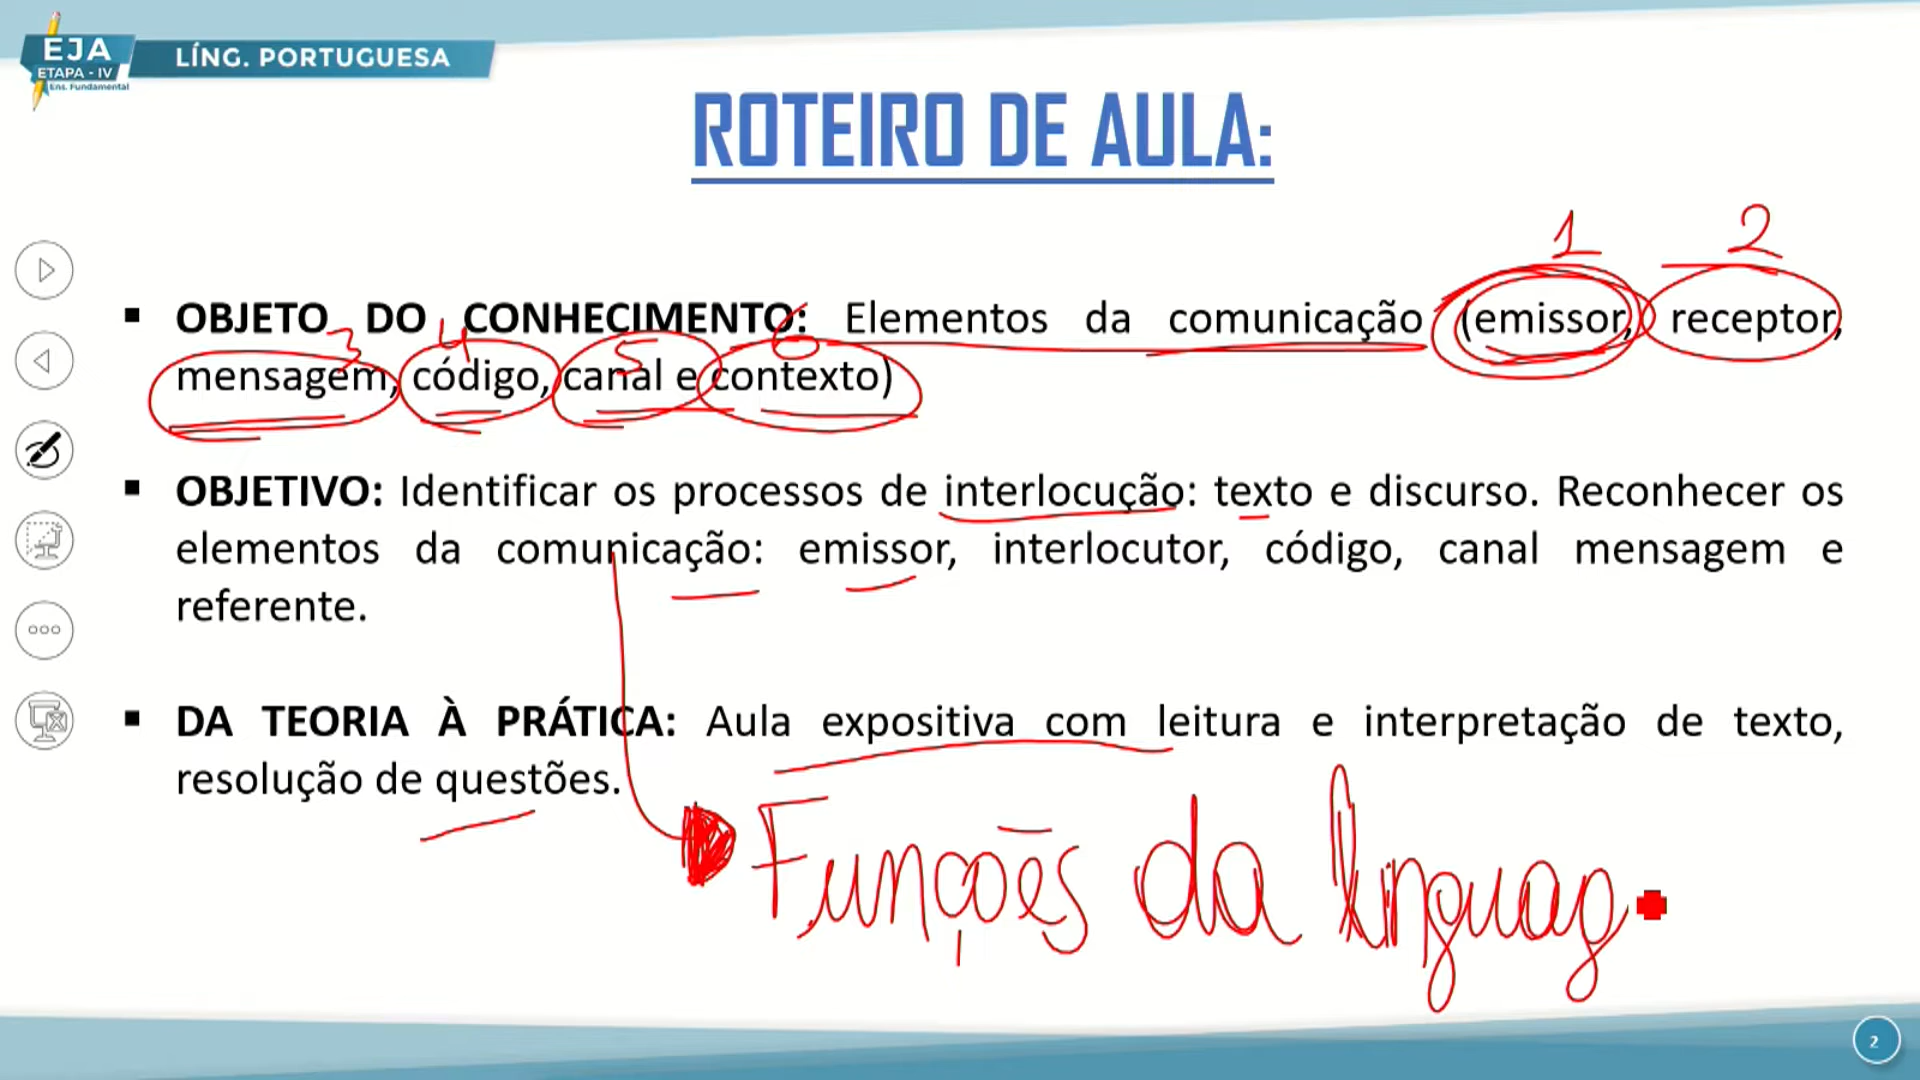 EJA
ETAPA - IV
Ens. Fundamental
LÍNG. PORTUGUESA
ROTEIRO DE AULA:
1 2
▪ OBJETO DO CONHECIMENTO: Elementos da comunicação (emissor, receptor,
3 4 5 6
mensagem, código, canal e contexto)
▪ OBJETIVO: Identificar os processos de interlocução: texto e discurso. Reconhecer os
elementos da comunicação: emissor, interlocutor, código, canal mensagem e
referente.
▪ DA TEORIA À PRÁTICA: Aula expositiva com leitura e interpretação de texto,
resolução de questões.
Funções da linguag
2